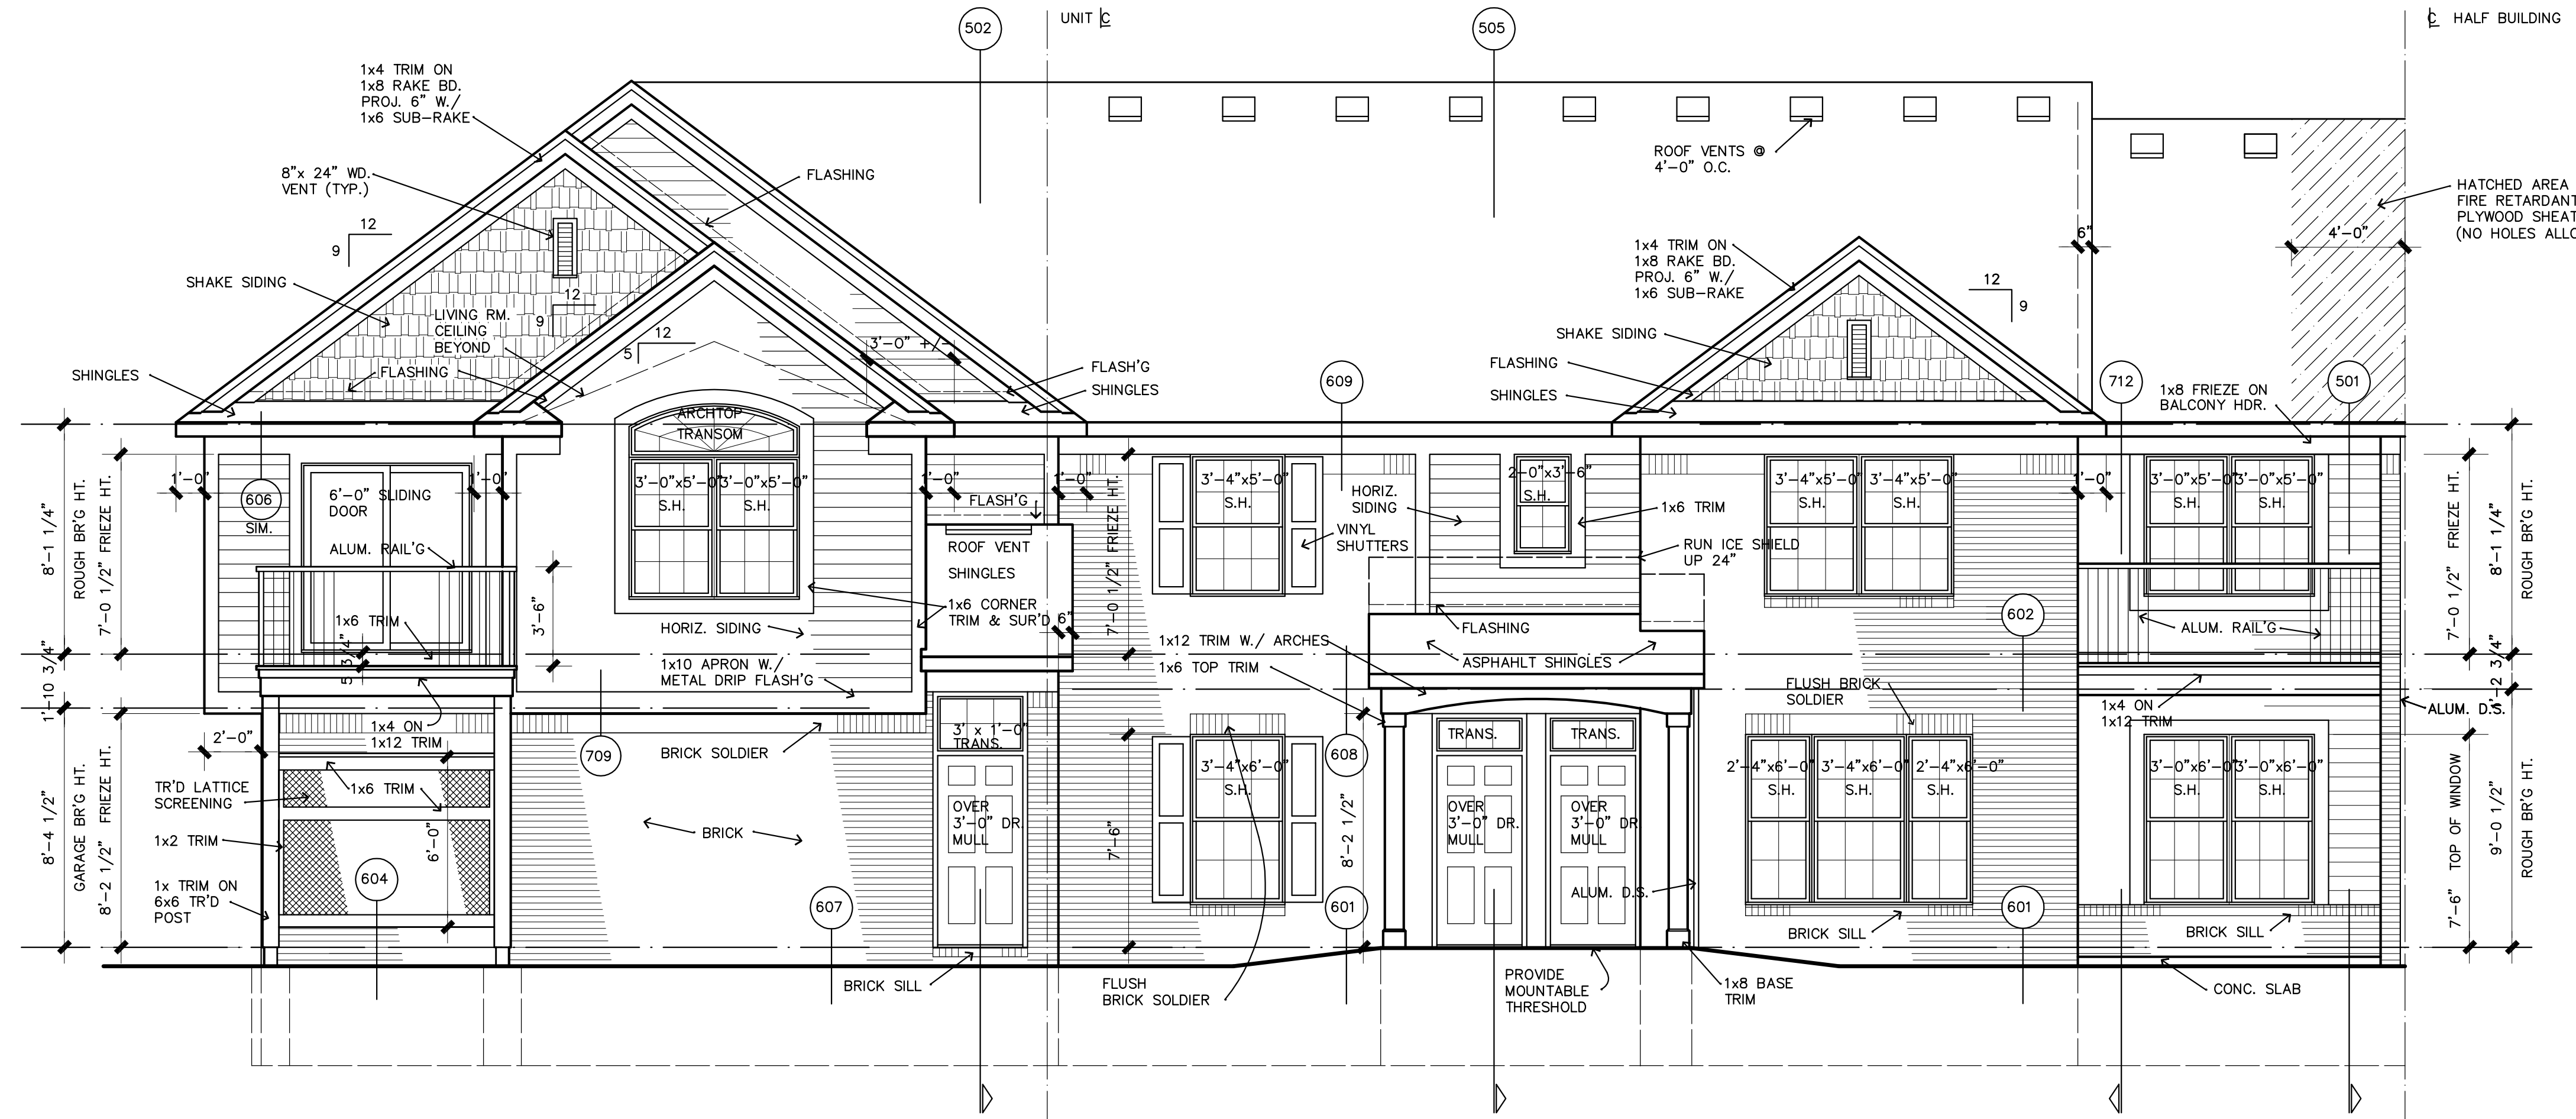 502
UNIT ℄
505
℄ HALF BUILDING
1x4 TRIM ON
1x8 RAKE BD.
PROJ. 6" W./
1x6 SUB-RAKE
8"x 24" WD.
VENT (TYP.)
12
9
FLASHING
ROOF VENTS @
4'-0" O.C.
HATCHED AREA
FIRE RETARDANT
PLYWOOD SHEAT
(NO HOLES ALLO
6"
4'-0"
SHAKE SIDING
LIVING RM.
CEILING
BEYOND
12
9
12
5
3'-0" +/-
1x4 TRIM ON
1x8 RAKE BD.
PROJ. 6" W./
1x6 SUB-RAKE
12
9
SHAKE SIDING
FLASHING
SHINGLES
SHINGLES
FLASHING
FLASH'G
SHINGLES
609
712
501
1x8 FRIEZE ON
BALCONY HDR.
ARCHTOP
TRANSOM
8'-1 1/4"
ROUGH BR'G HT.
7'-0 1/2" FRIEZE HT.
1'-0"
606
SIM.
6'-0" SLIDING
DOOR
1'-0"
3'-0"x5'-0"
S.H.
3'-0"x5'-0"
S.H.
1'-0"
FLASH'G
1'-0"
7'-0 1/2" FRIEZE HT.
3'-4"x5'-0"
S.H.
HORIZ.
SIDING
VINYL
SHUTTERS
2-0"x3'-6"
S.H.
1x6 TRIM
RUN ICE SHIELD
UP 24"
3'-4"x5'-0"
S.H.
3'-4"x5'-0"
S.H.
1'-0"
3'-0"x5'-0"
S.H.
3'-0"x5'-0"
S.H.
7'-0 1/2" FRIEZE HT.
8'-1 1/4"
ROUGH BR'G HT.
ALUM. RAIL'G
ROOF VENT
SHINGLES
1x6 CORNER
TRIM & SUR'D
6"
3'-6"
1x6 TRIM
5 3/4"
HORIZ. SIDING
1x10 APRON W./
METAL DRIP FLASH'G
1x12 TRIM W./ ARCHES
1x6 TOP TRIM
FLASHING
ASPHAHLT SHINGLES
602
ALUM. RAIL'G
1'-10 3/4"
1'-2 3/4"
FLUSH BRICK
SOLDIER
1x4 ON
1x12 TRIM
ALUM. D.S.
1x4 ON
1x12 TRIM
2'-0"
709
BRICK SOLDIER
3' x 1'-0"
TRANS.
608
TRANS.
TRANS.
8'-4 1/2"
GARAGE BR'G HT.
8'-2 1/2" FRIEZE HT.
TR'D LATTICE
SCREENING
1x6 TRIM
1x2 TRIM
6'-0"
BRICK
OVER
3'-0" DR.
MULL
7'-6"
3'-4"x6'-0"
S.H.
8'-2 1/2"
OVER
3'-0" DR.
MULL
OVER
3'-0" DR
MULL
2'-4"x6'-0"
S.H.
3'-4"x6'-0"
S.H.
2'-4"x6'-0"
S.H.
3'-0"x6'-0"
S.H.
3'-0"x6'-0"
S.H.
7'-6" TOP OF WINDOW
9'-0 1/2"
ROUGH BR'G HT.
1x TRIM ON
6x6 TR'D
POST
604
607
601
ALUM. D.S.
601
BRICK SILL
BRICK SILL
BRICK SILL
FLUSH
BRICK SOLDIER
PROVIDE
MOUNTABLE
THRESHOLD
1x8 BASE
TRIM
CONC. SLAB